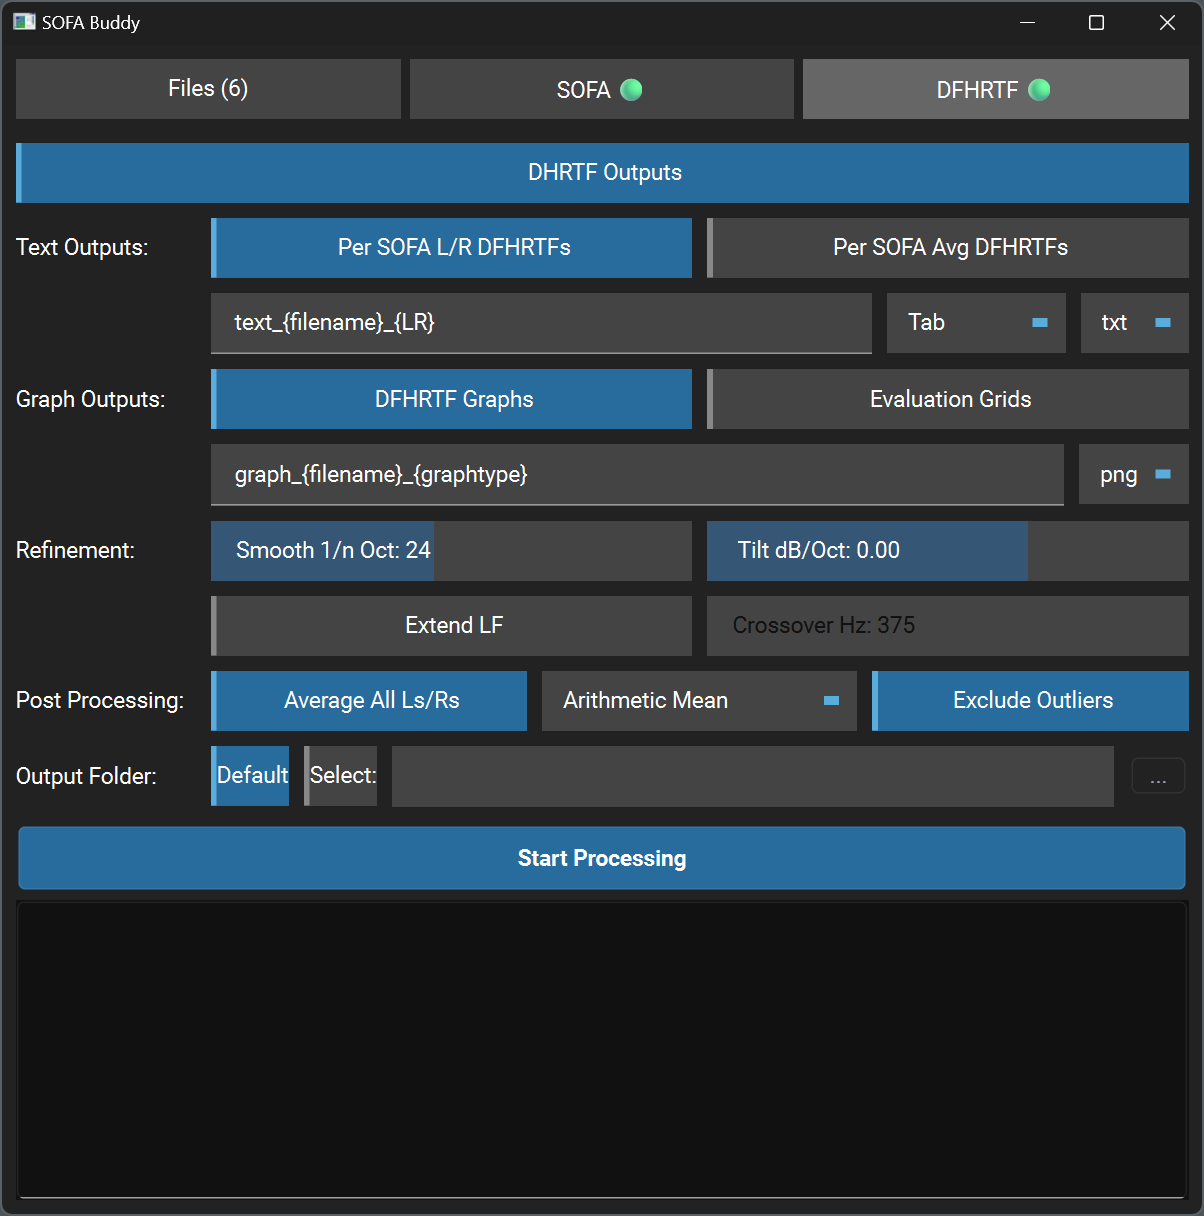 SOFA Buddy
Files (6)
SOFA
DFHRTF
DHRTF Outputs
Text Outputs:
Per SOFA L/R DFHRTFs
Per SOFA Avg DFHRTFs
text_{filename}_{LR}
Tab
txt
Graph Outputs:
DFHRTF Graphs
Evaluation Grids
graph_{filename}_{graphtype}
png
Refinement:
Smooth 1/n Oct: 24
Tilt dB/Oct: 0.00
Extend LF
Crossover Hz: 375
Post Processing:
Average All Ls/Rs
Arithmetic Mean
Exclude Outliers
Output Folder:
Default
Select:
...
Start Processing